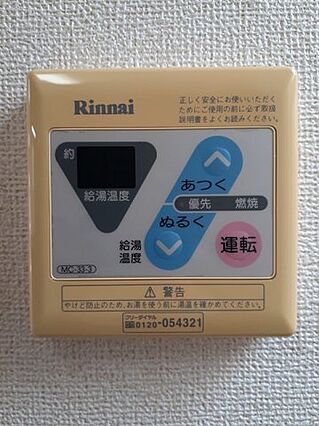 Rinnai
正しく安全にお使いいただく
ためにご使用の前に必ず取扱
説明書をよくお読みください。
約
給湯温度
あつく
優先 燃焼
ぬるく
給湯
温度
運転
MC-33-3
⚠警告
やけど防止のため、お湯を使う前に湯温を確かめてください。
フリーダイヤル
0120-054321